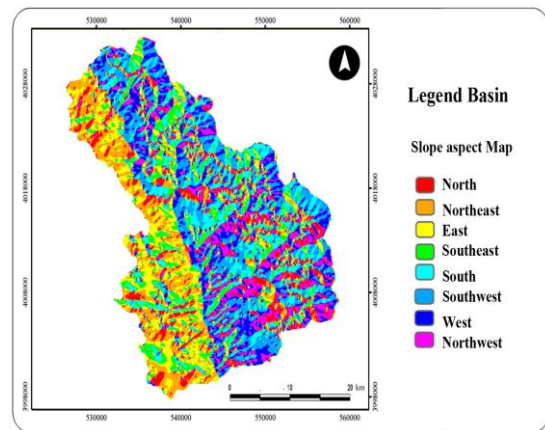 530000 540000 550000 560000
4028000
4028000
4018000
4018000
4008000
4008000
3998000
3998000
0 10 20 km
530000 540000 550000 560000
Legend Basin
Slope aspect Map
North
Northeast
East
Southeast
South
Southwest
West
Northwest